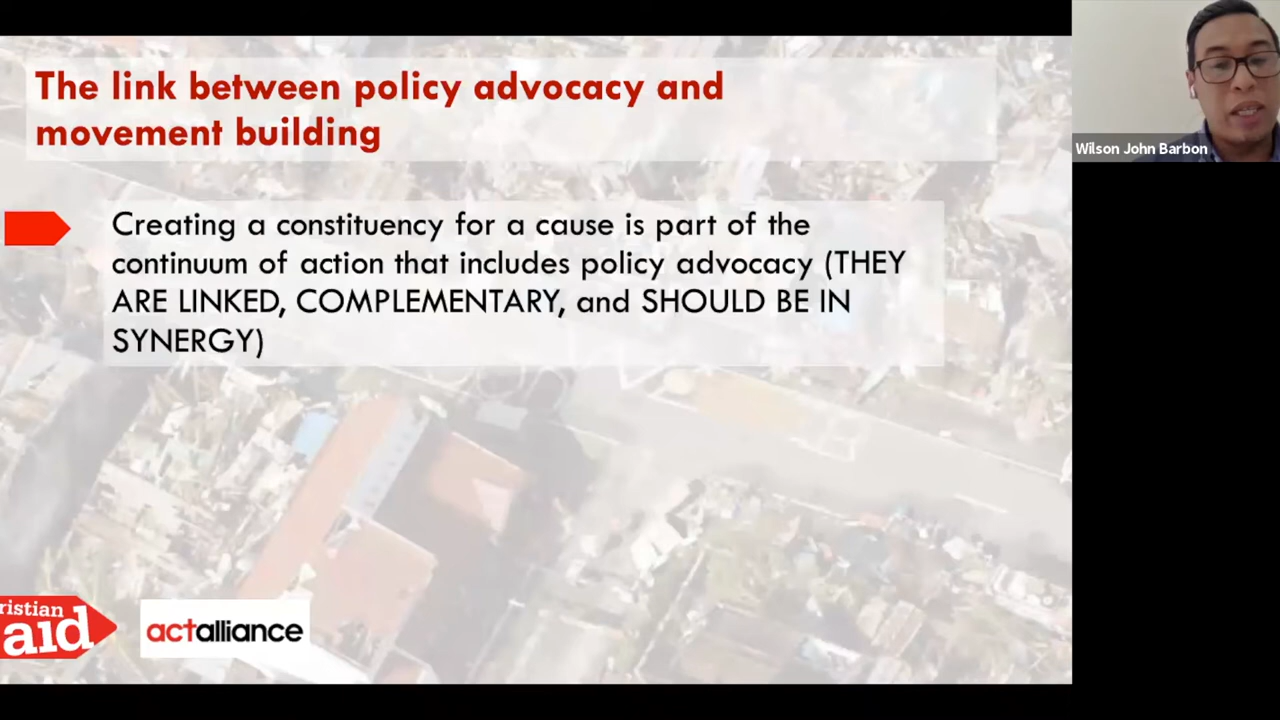 The link between policy advocacy and
movement building
Creating a constituency for a cause is part of the
continuum of action that includes policy advocacy (THEY
ARE LINKED, COMPLEMENTARY, and SHOULD BE IN
SYNERGY)
ristian
aid
actalliance
Wilson John Barbon